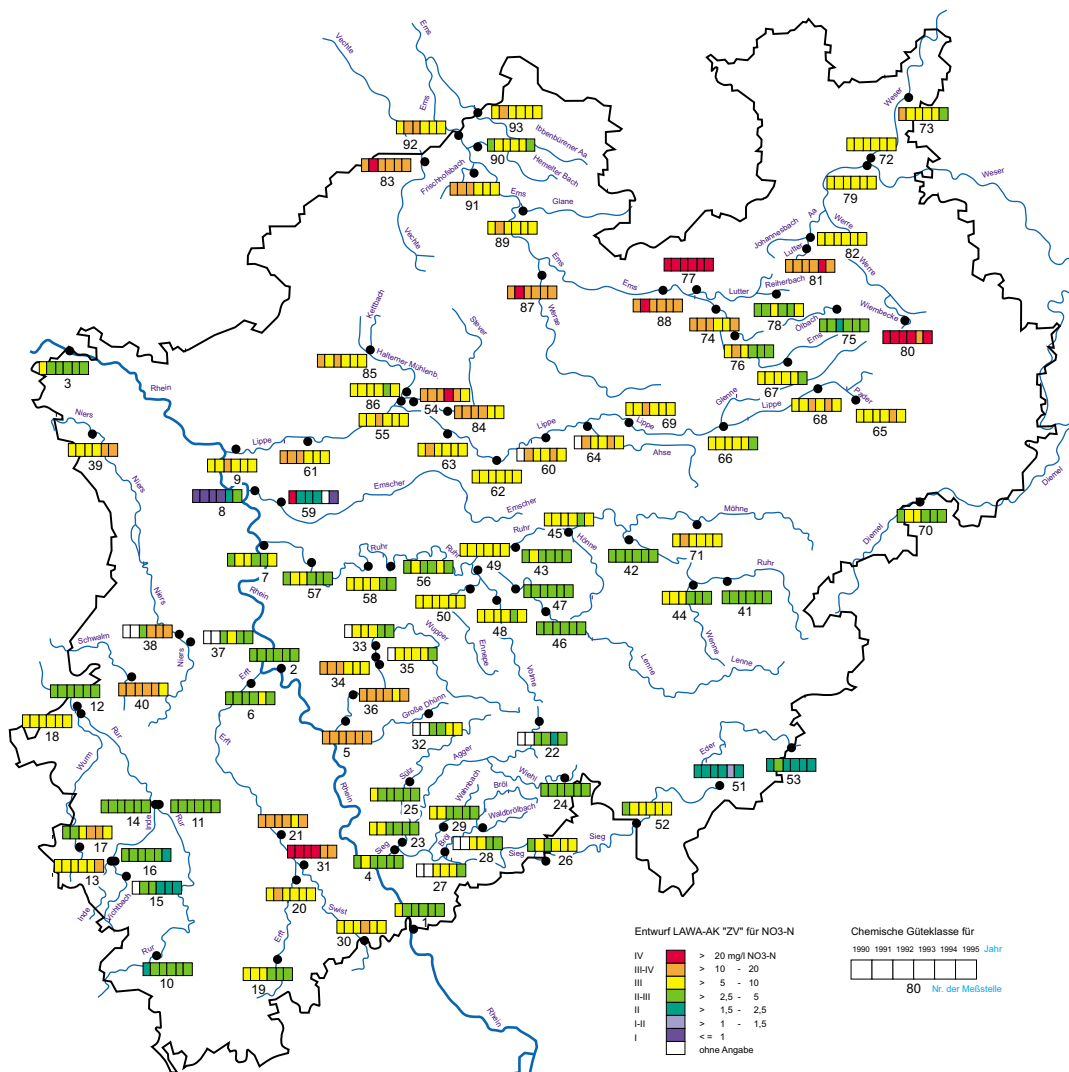 Ems
Vechte
Ems
Weser
93
73
92
Ibbenbürener Aa
90
72
Hemelter Bach
83
Frischhofsbach
Weser
79
91
Ems
Glane
Aa
Johannesbach
Werre
89
82
Vechte
Lutter
Ems
77
81
Werre
Reiherbach
Ems
Lutter
87
88
78
Kettbach
Werse
Wiembecke
Stever
74
Ölbach
75
Ems
80
Halterner Mühlenb.
76
3
85
Rhein
67
Glenne
86
54
Pader
Lippe
Niers
84
69
68
55
Lippe
65
Lippe
Lippe
39
63
60
64
66
9
61
Ahse
62
Diemel
Niers
Emscher
8
59
Emscher
Möhne
70
45
Ruhr
Hönne
Diemel
Ruhr
Ruhr
49
71
7
56
43
42
Ruhr
57
58
47
44
41
Rhein
50
48
Niers
46
Wupper
Schwalm
38
37
33
Ennepe
Wenne
Niers
35
Lenne
Lenne
2
Volme
Erft
34
12
40
6
36
Große Dhünn
18
Rur
32
Erft
5
22
Eder
Agger
Wurm
53
Sülz
Wiehl
51
Rhein
Wahnbach
Bröl
25
24
14
Inde
Rur
11
29
Waldbrölbach
52
21
23
Sieg
17
Sieg
Bröl
28
Sieg
26
16
31
4
27
13
15
Inde
Vichtbach
20
Swist
1
30
Erft
Rur
10
19
Rhein
Entwurf LAWA-AK "ZV" für NO3-N
IV > 20 mg/l NO3-N
III-IV > 10 - 20
III > 5 - 10
II-III > 2,5 - 5
II > 1,5 - 2,5
I-II > 1 - 1,5
I < = 1
ohne Angabe
Chemische Güteklasse für
1990 1991 1992 1993 1994 1995 Jahr
80 Nr. der Meßstelle